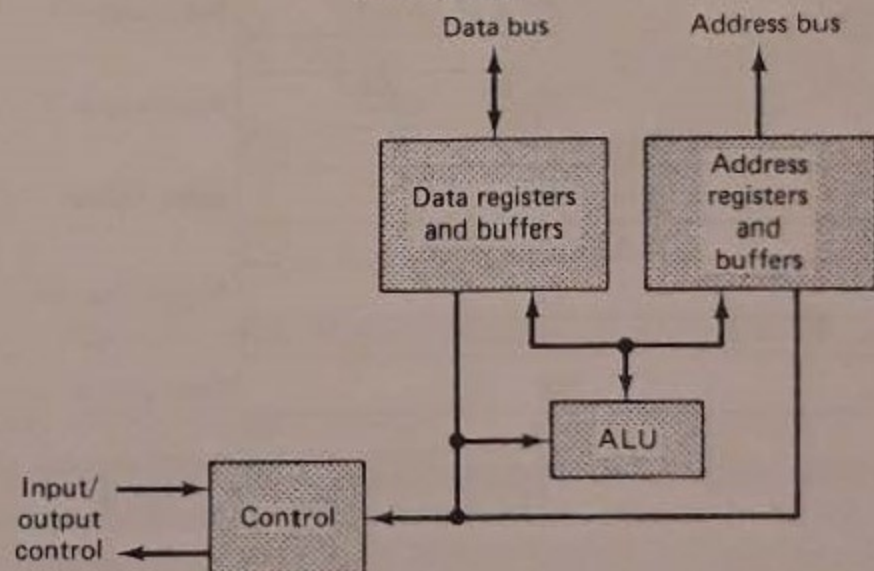 Data bus
Address bus
Data registers
and buffers
Address
registers
and
buffers
ALU
Input/
output
control
Control